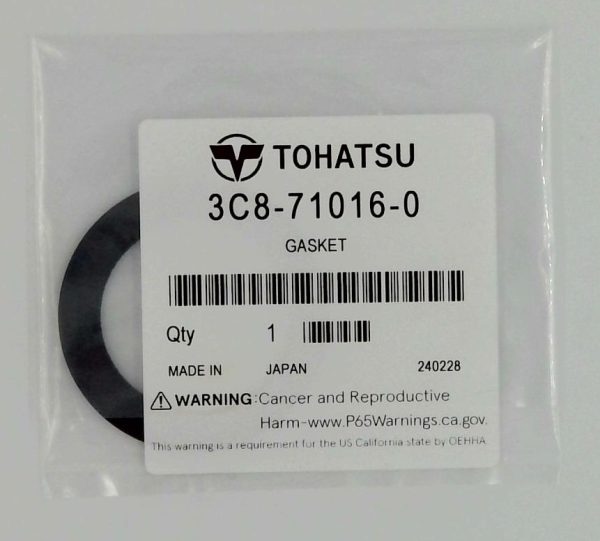 TOHATSU
3C8-71016-0
GASKET
Qty 1
MADE IN JAPAN 240228
⚠ WARNING:Cancer and Reproductive
Harm-www.P65Warnings.ca.gov.
This warning is a requirement for the US California state by OEHHA